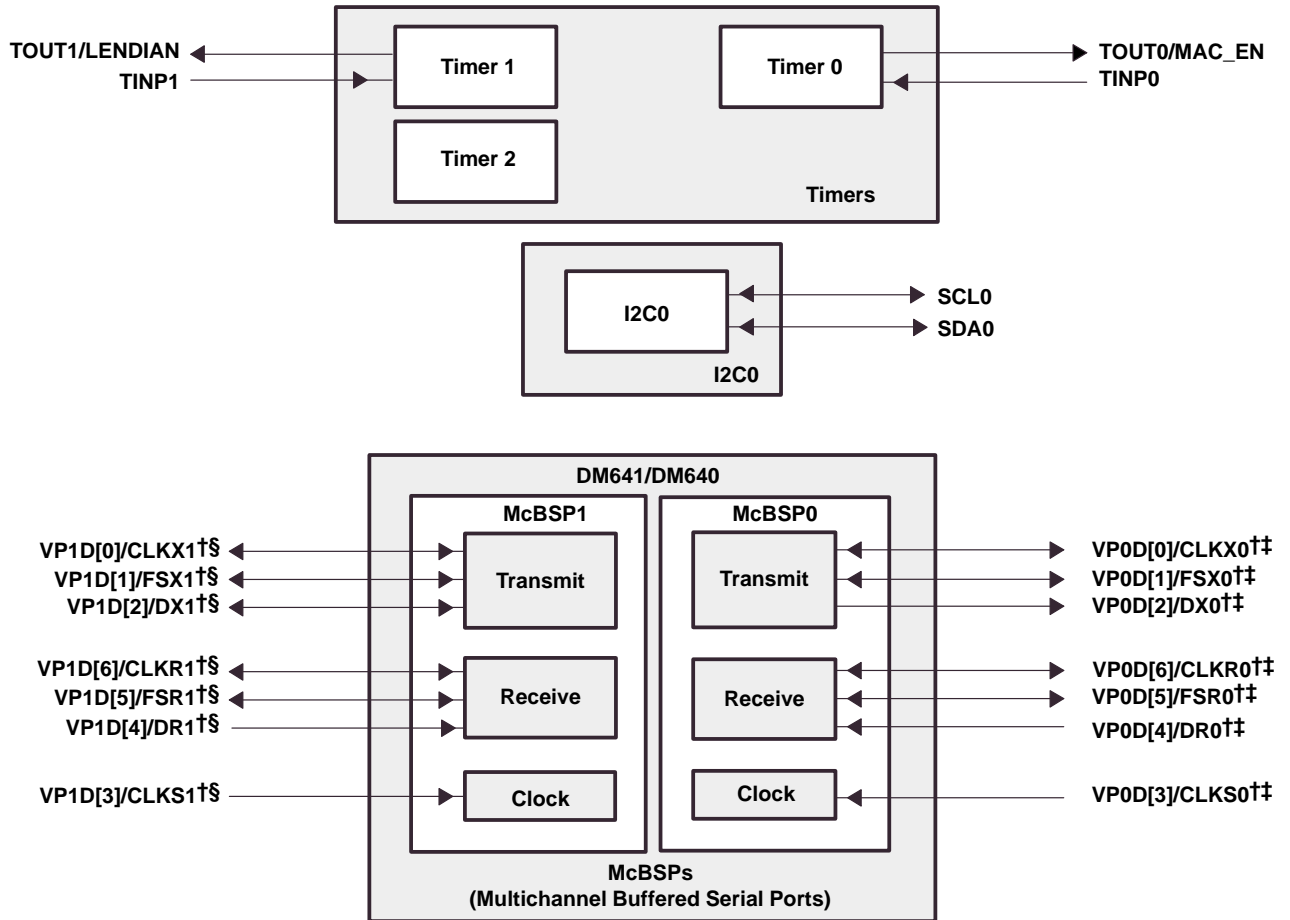 TOUT1/LENDIAN
TINP1
Timer 1
Timer 0
TOUT0/MAC_EN
TINP0
Timer 2
Timers
I2C0
SCL0
SDA0
I2C0
DM641/DM640
McBSP1
McBSP0
VP1D[0]/CLKX1†§
VP1D[1]/FSX1†§
VP1D[2]/DX1†§
Transmit
Transmit
VP0D[0]/CLKX0†‡
VP0D[1]/FSX0†‡
VP0D[2]/DX0†‡
VP1D[6]/CLKR1†§
VP1D[5]/FSR1†§
VP1D[4]/DR1†§
Receive
Receive
VP0D[6]/CLKR0†‡
VP0D[5]/FSR0†‡
VP0D[4]/DR0†‡
VP1D[3]/CLKS1†§
Clock
Clock
VP0D[3]/CLKS0†‡
McBSPs
(Multichannel Buffered Serial Ports)